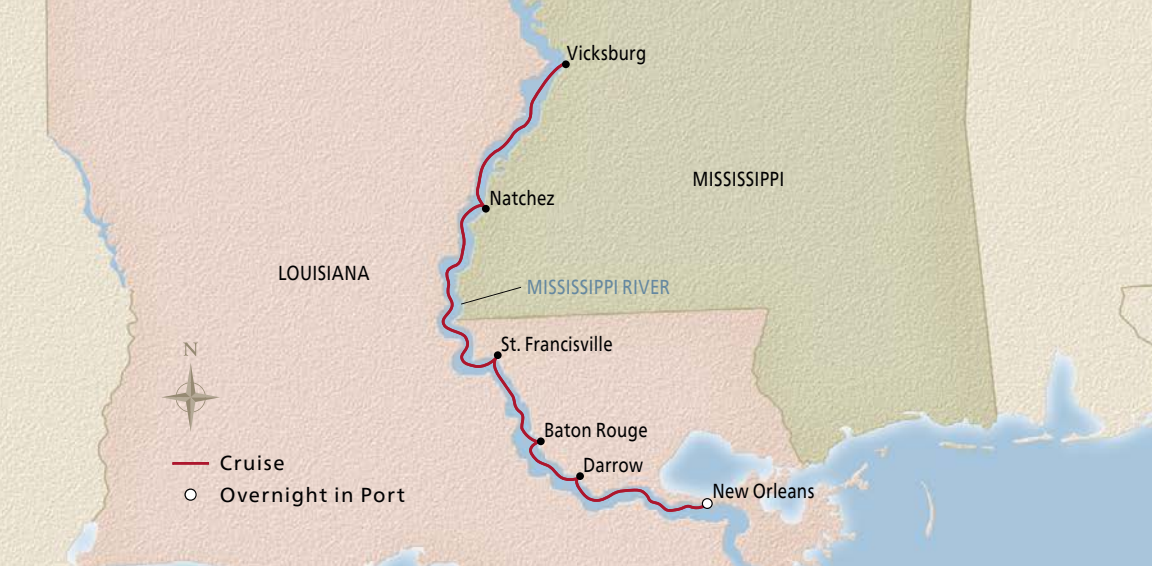 Vicksburg
MISSISSIPPI
Natchez
LOUISIANA
MISSISSIPPI RIVER
St. Francisville
N
Baton Rouge
Cruise
Darrow
Overnight in Port
New Orleans